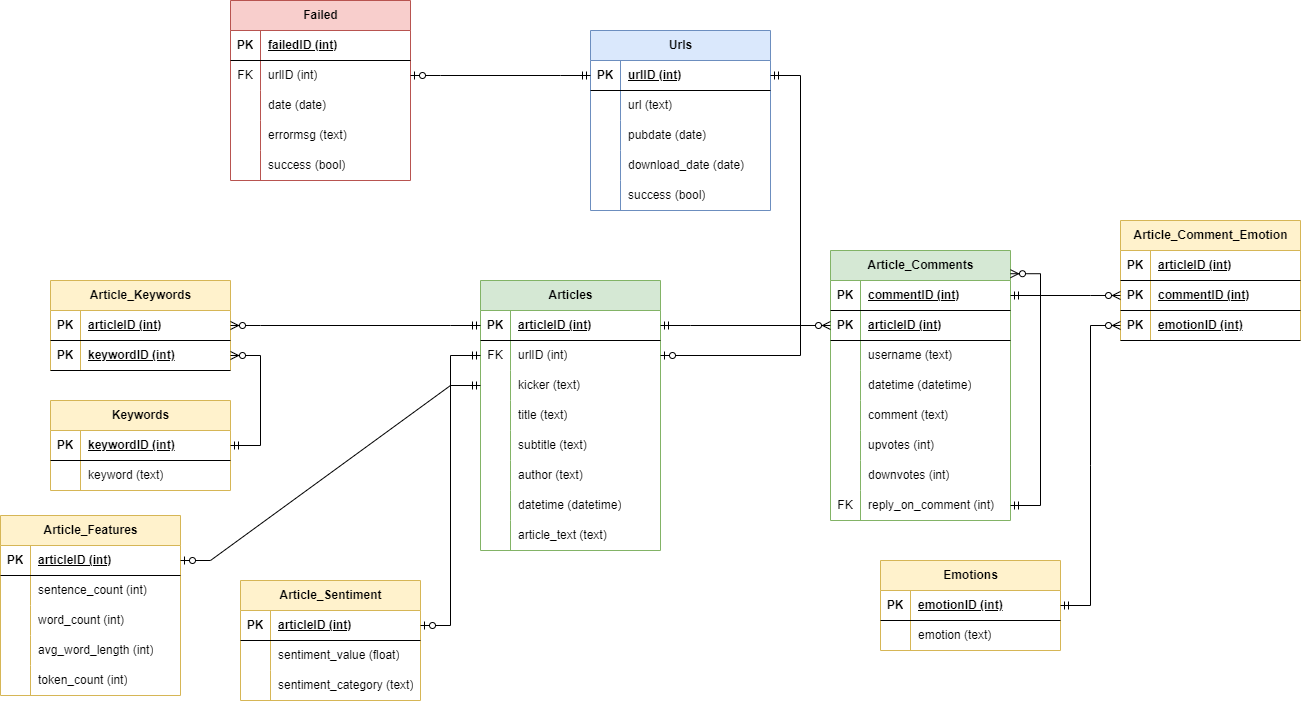 Failed
PK failedID (int)
FK urlID (int)
date (date)
errormsg (text)
success (bool)
Urls
PK urlID (int)
url (text)
pubdate (date)
download_date (date)
success (bool)
Article_Keywords
PK articleID (int)
PK keywordID (int)
Keywords
PK keywordID (int)
keyword (text)
Articles
PK articleID (int)
FK urlID (int)
kicker (text)
title (text)
subtitle (text)
author (text)
datetime (datetime)
article_text (text)
Article_Comments
PK commentID (int)
PK articleID (int)
username (text)
datetime (datetime)
comment (text)
upvotes (int)
downvotes (int)
FK reply_on_comment (int)
Article_Comment_Emotion
PK articleID (int)
PK commentID (int)
PK emotionID (int)
Article_Features
PK articleID (int)
sentence_count (int)
word_count (int)
avg_word_length (int)
token_count (int)
Article_Sentiment
PK articleID (int)
sentiment_value (float)
sentiment_category (text)
Emotions
PK emotionID (int)
emotion (text)